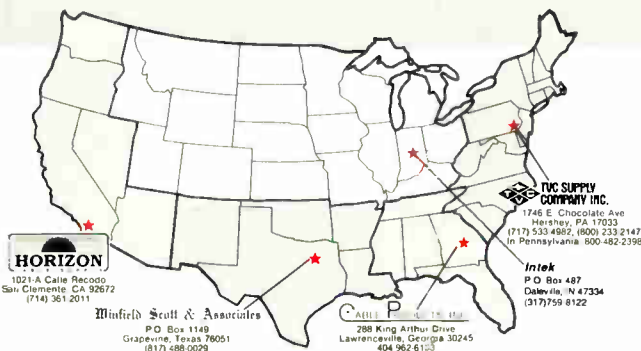 HORIZON
1021-A Calle Recodo
San Clemente, CA 92672
(714) 361-2011
Winfield Scott & Associates
P.O. Box 1149
Grapevine, Texas 76051
(817) 488-0029
288 King Arthur Drive
Lawrenceville, Georgia 30245
Intek
P.O. Box 487
Daleville, IN 47334
(317)759-8122
TVC
TVC SUPPLY
COMPANY INC.
1746 E. Chocolate Ave
Hershey, PA 17033
(717) 533-4982, (800) 233-2147
In Pennsylvania 800-482-2398